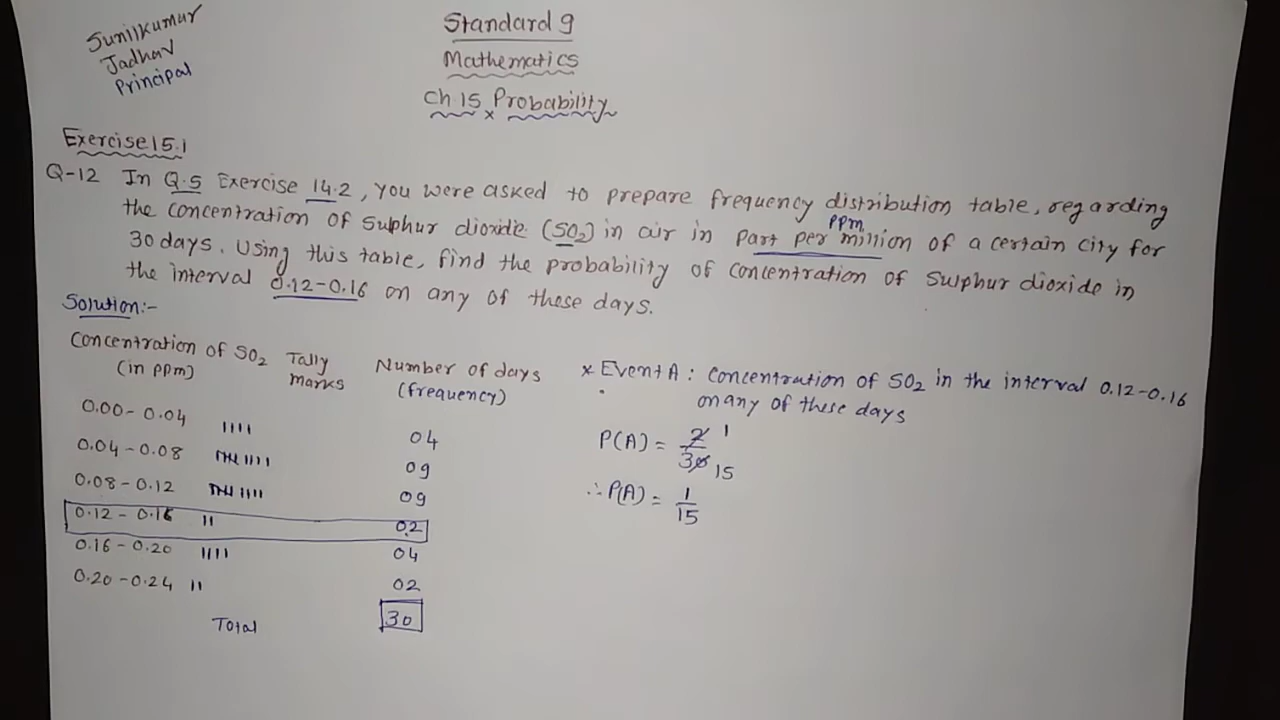 Sunilkumar
Jadhav
Principal
Standard 9
Mathematics
Ch 15 Probability
x
Exercise 15.1
Q-12 In Q.5 Exercise 14.2, you were asked to prepare frequency distribution table, regarding
the concentration of Sulphur dioxide (SO2) in air in part per million of a certain city for
PPM
30 days. Using this table, find the probability of concentration of Sulphur dioxide in
the interval 0.12-0.16 on any of these days.
Solution:-
Concentration of SO2 Tally Number of days
(in PPM) marks (frequency)
0.00-0.04 |||| 04
0.04-0.08 ||||| |||| 09
0.08-0.12 ||||| |||| 09
0.12-0.16 || 02
0.16-0.20 |||| 04
0.20-0.24 || 02
Total 30
x Event A: Concentration of SO2 in the interval 0.12-0.16
on any of these days
P(A) = 2/30 1 15
∴ P(A) = 1/15